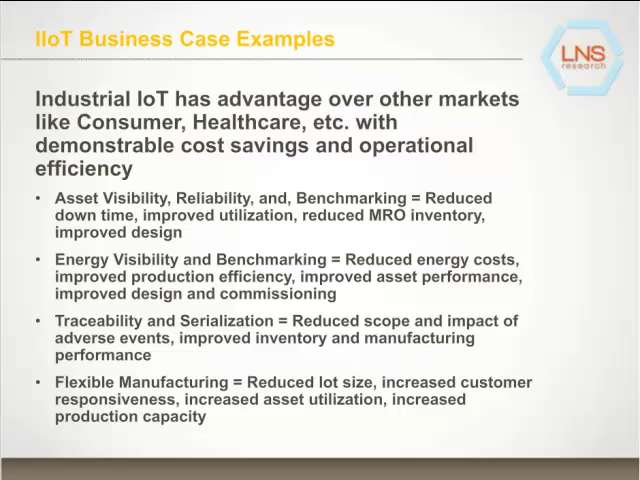 IIoT Business Case Examples
LNS
research
Industrial IoT has advantage over other markets
like Consumer, Healthcare, etc. with
demonstrable cost savings and operational
efficiency
• Asset Visibility, Reliability, and, Benchmarking = Reduced
down time, improved utilization, reduced MRO inventory,
improved design
• Energy Visibility and Benchmarking = Reduced energy costs,
improved production efficiency, improved asset performance,
improved design and commissioning
• Traceability and Serialization = Reduced scope and impact of
adverse events, improved inventory and manufacturing
performance
• Flexible Manufacturing = Reduced lot size, increased customer
responsiveness, increased asset utilization, increased
production capacity